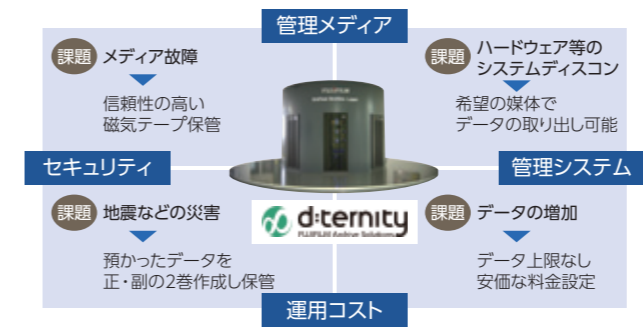 管理メディア
課題 メディア故障
信頼性の高い
磁気テープ保管
課題 ハードウェア等の
システムディスコン
希望の媒体で
データの取り出し可能
FUJIFILM
セキュリティ
管理システム
課題 地震などの災害
預かったデータを
正・副の2巻作成し保管
d:ternity
FUJIFILM Archive Solutions
課題 データの増加
データ上限なし
安価な料金設定
運用コスト